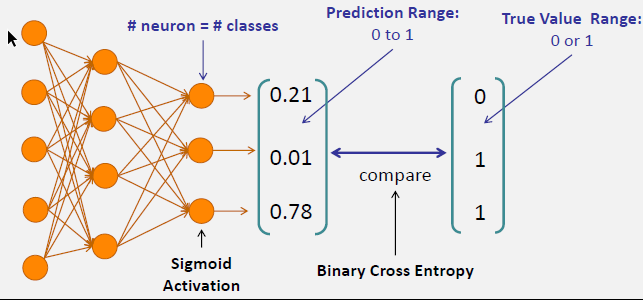 # neuron = # classes
Prediction Range:
0 to 1
True Value  Range:
0 or 1
0.21
0.01
0.78
compare
0
1
1
Sigmoid
Activation
Binary Cross Entropy